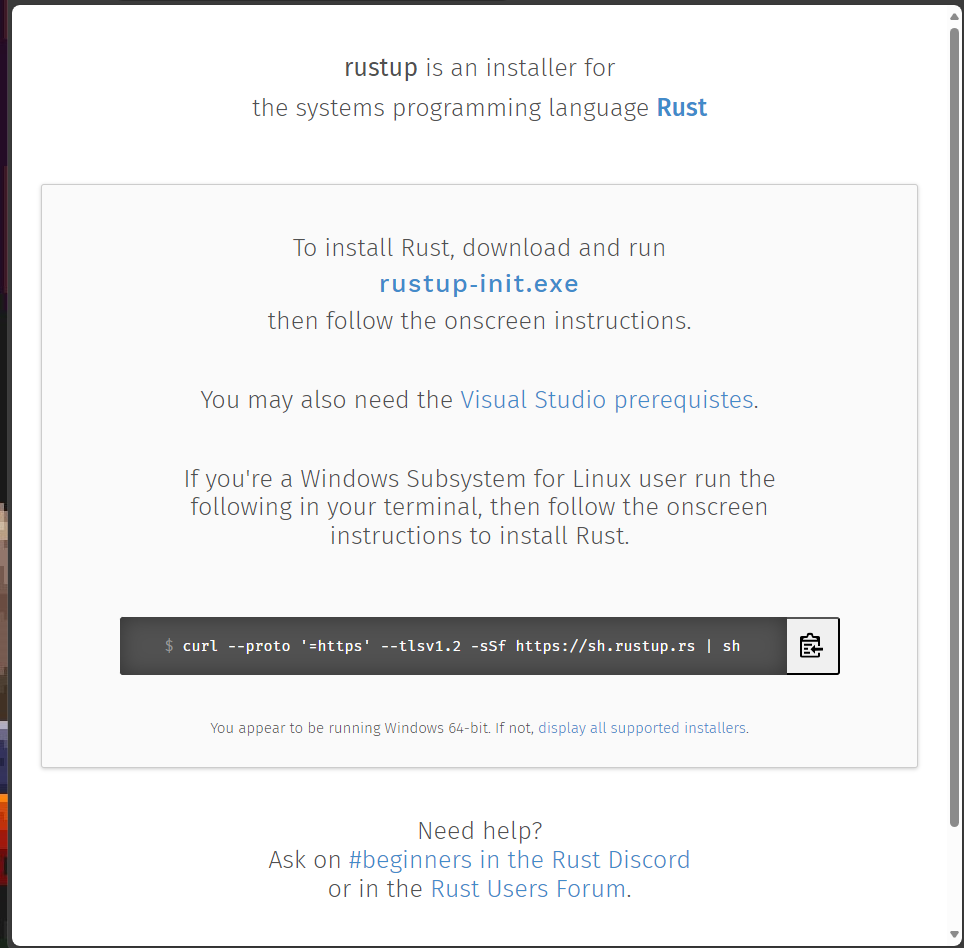 rustup is an installer for
the systems programming language Rust
To install Rust, download and run
rustup-init.exe
then follow the onscreen instructions.
You may also need the Visual Studio prerequistes.
If you're a Windows Subsystem for Linux user run the
following in your terminal, then follow the onscreen
instructions to install Rust.
$ curl --proto '=https' --tlsv1.2 -sSf https://sh.rustup.rs | sh
You appear to be running Windows 64-bit. If not, display all supported installers.
Need help?
Ask on #beginners in the Rust Discord
or in the Rust Users Forum.